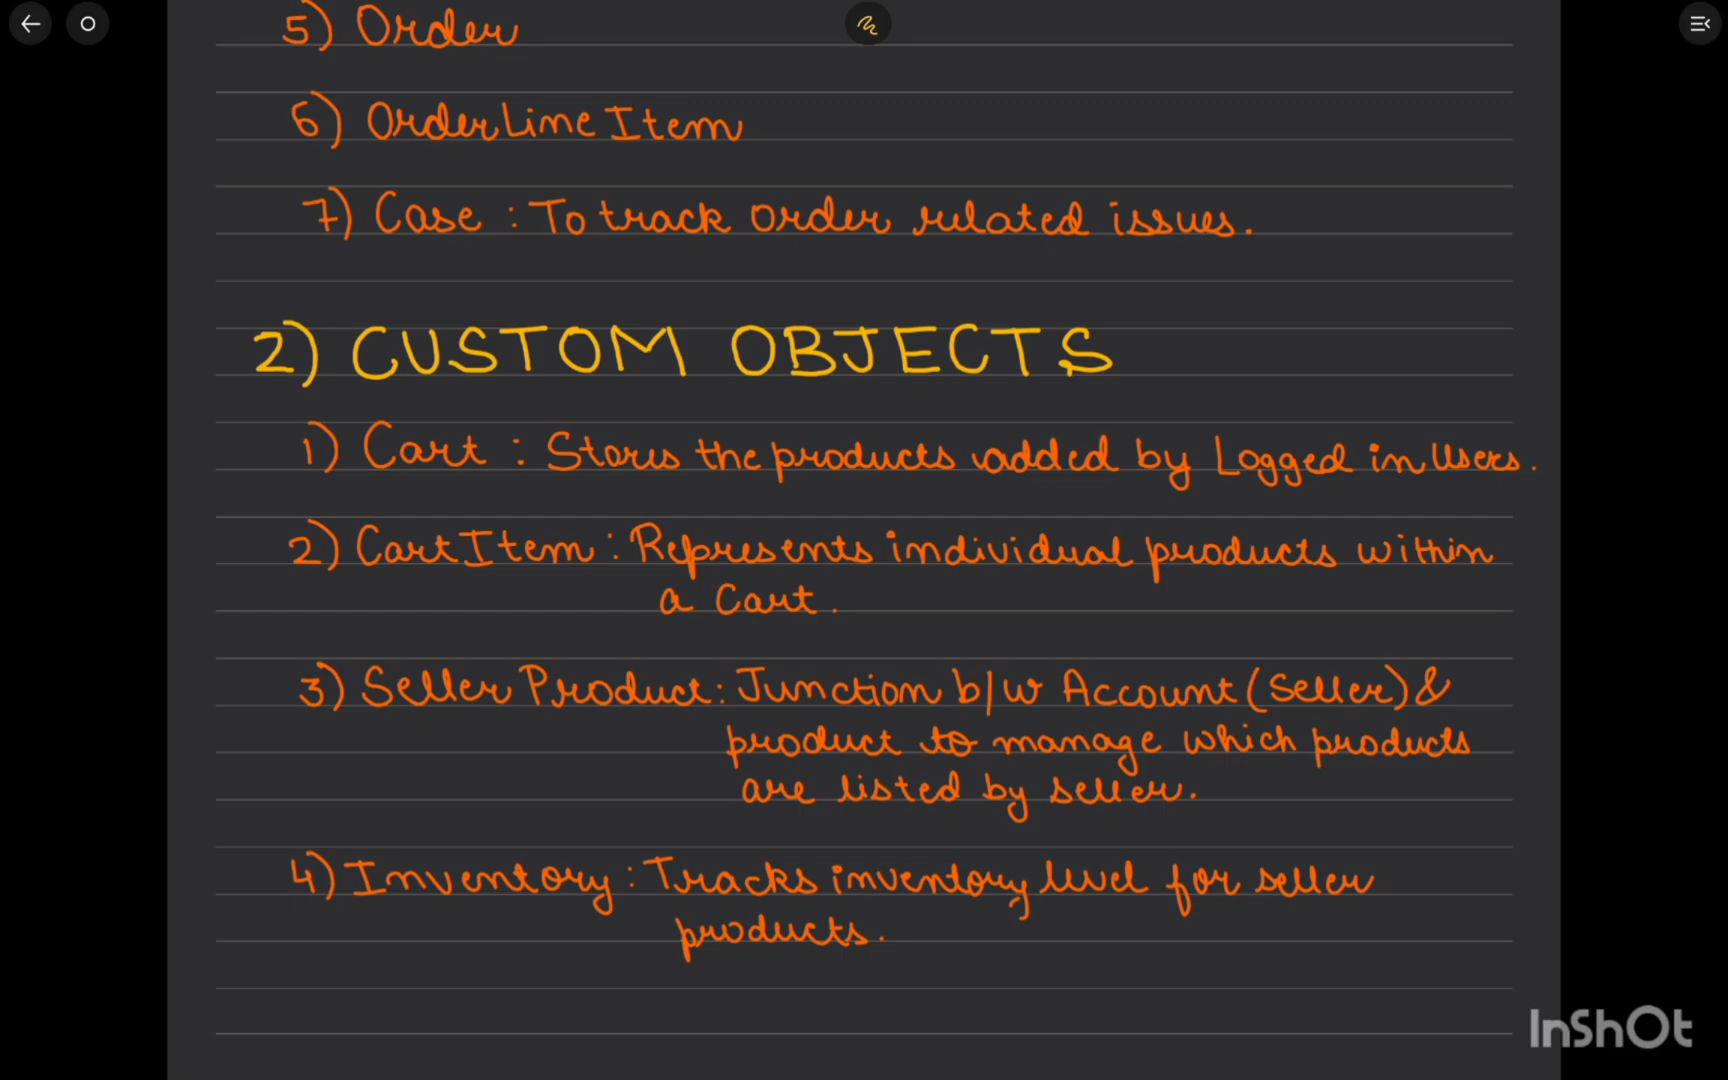 5) Order
6) OrderLineItem
7) Case : To track order related issues.
2) CUSTOM OBJECTS
1) Cart : Stores the products added by Logged in Users.
2) CartItem : Represents individual products within
a Cart.
3) Seller Product : Junction b/w Account (Seller) &
product to manage which products
are listed by seller.
4) Inventory : Tracks inventory level for seller
products.
InShOt